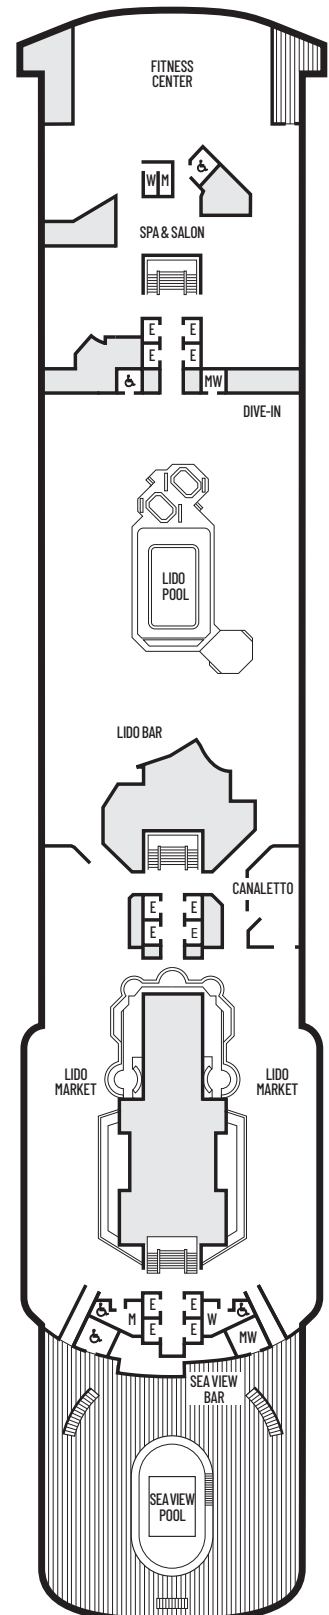 FITNESS
CENTER
W M
SPA & SALON
E E
E E
MW
DIVE-IN
LIDO
POOL
LIDO BAR
CANALETTO
E E
E E
LIDO
MARKET
LIDO
MARKET
E E
M W
E E
MW
SEA VIEW
BAR
SEA VIEW
POOL